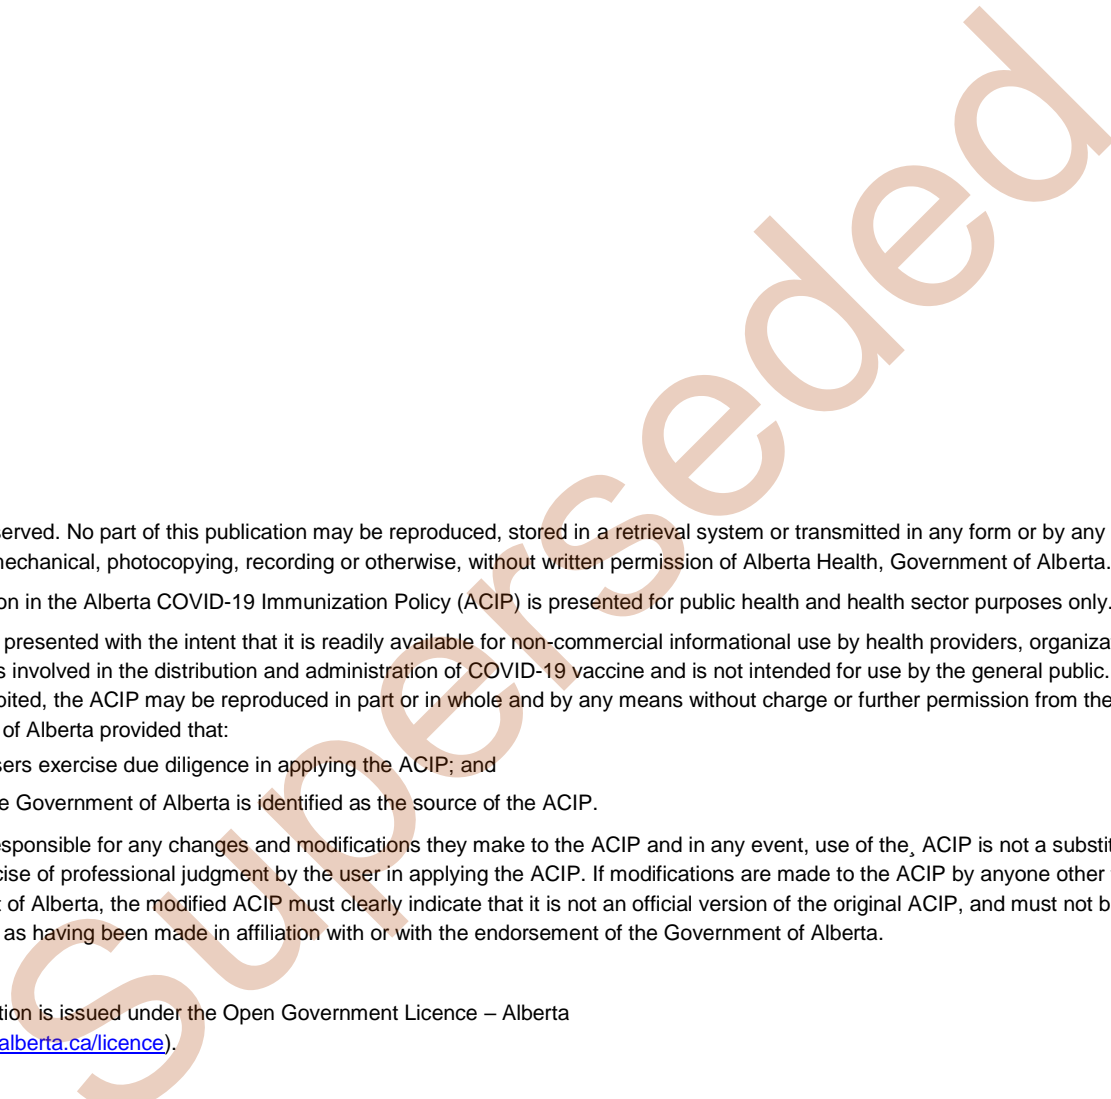 served. No part of this publication may be reproduced, stored in a retrieval system or transmitted in any form or by any
mechanical, photocopying, recording or otherwise, without written permission of Alberta Health, Government of Alberta.
on in the Alberta COVID-19 Immunization Policy (ACIP) is presented for public health and health sector purposes only.
presented with the intent that it is readily available for non-commercial informational use by health providers, organiza
s involved in the distribution and administration of COVID-19 vaccine and is not intended for use by the general public.
bited, the ACIP may be reproduced in part or in whole and by any means without charge or further permission from the
of Alberta provided that:
sers exercise due diligence in applying the ACIP; and
e Government of Alberta is identified as the source of the ACIP.
esponsible for any changes and modifications they make to the ACIP and in any event, use of the¸ ACIP is not a substit
cise of professional judgment by the user in applying the ACIP. If modifications are made to the ACIP by anyone other
t of Alberta, the modified ACIP must clearly indicate that it is not an official version of the original ACIP, and must not b
as having been made in affiliation with or with the endorsement of the Government of Alberta.
tion is issued under the Open Government Licence – Alberta
alberta.ca/licence).
Superseded